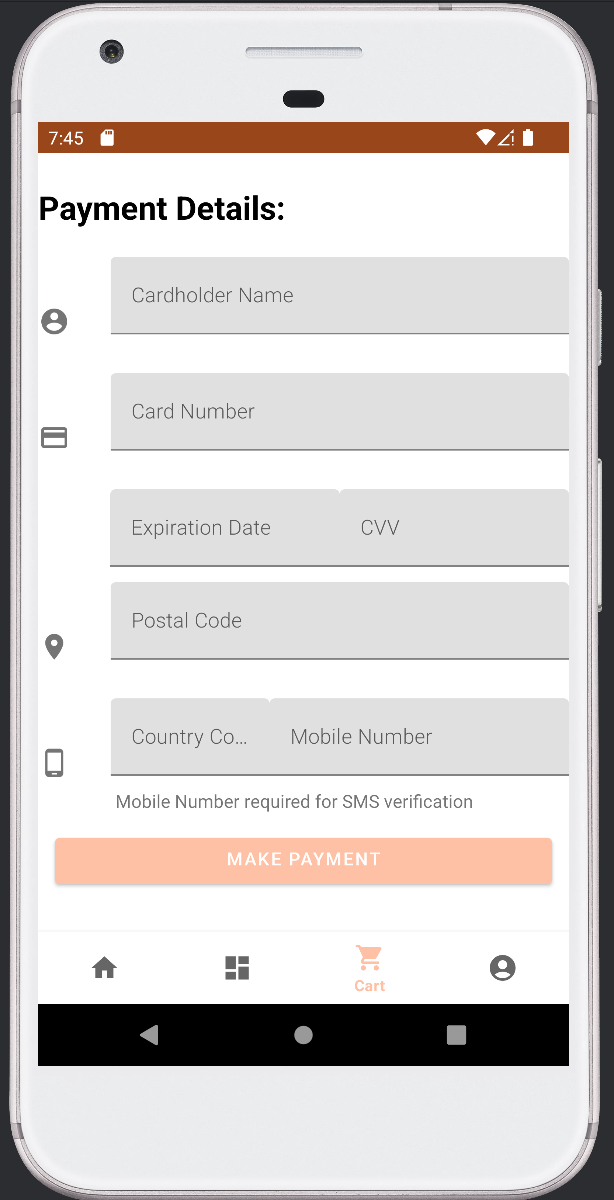 7:45
Payment Details:
Cardholder Name
Card Number
Expiration Date CVV
Postal Code
Country Co... Mobile Number
Mobile Number required for SMS verification
MAKE PAYMENT
Cart